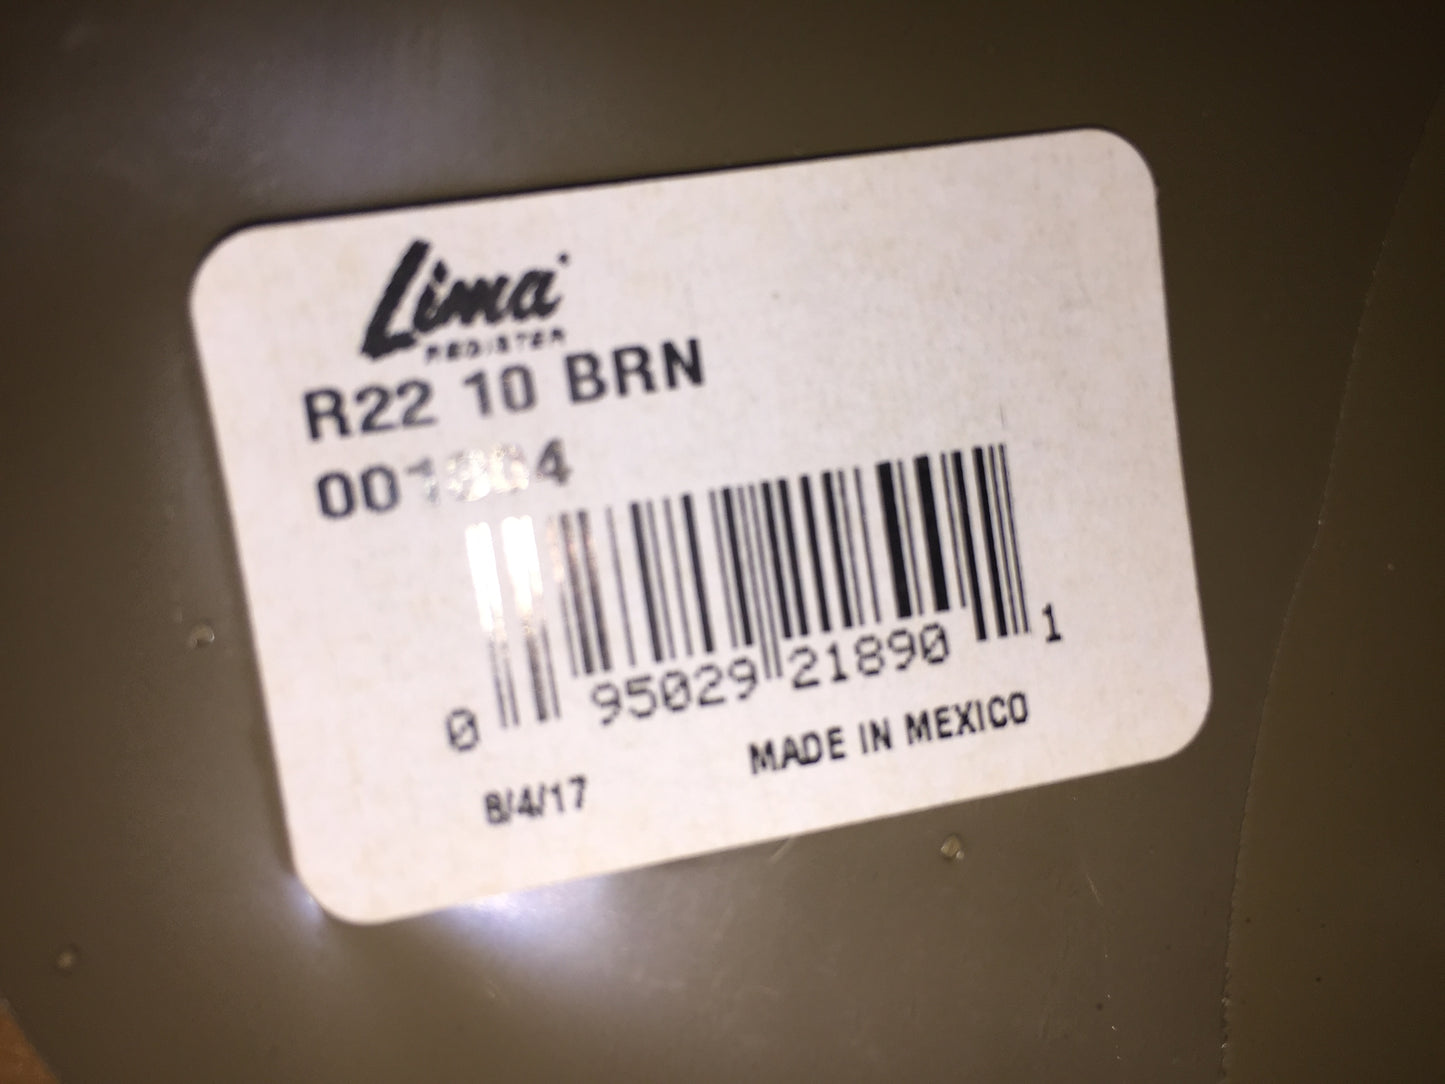 Lima
REGISTER
R22 10 BRN
0 95029 21890 1
8/4/17
MADE IN MEXICO